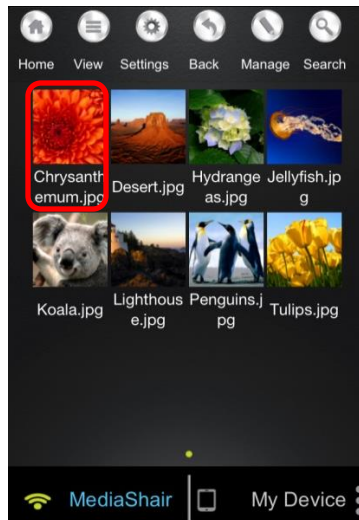 Home View Settings Back Manage Search
Chrysanth
emum.jpg
Desert.jpg
Hydrange
as.jpg
Jellyfish.jp
g
Koala.jpg
Lighthous
e.jpg
Penguins.j
pg
Tulips.jpg
MediaShair My Device